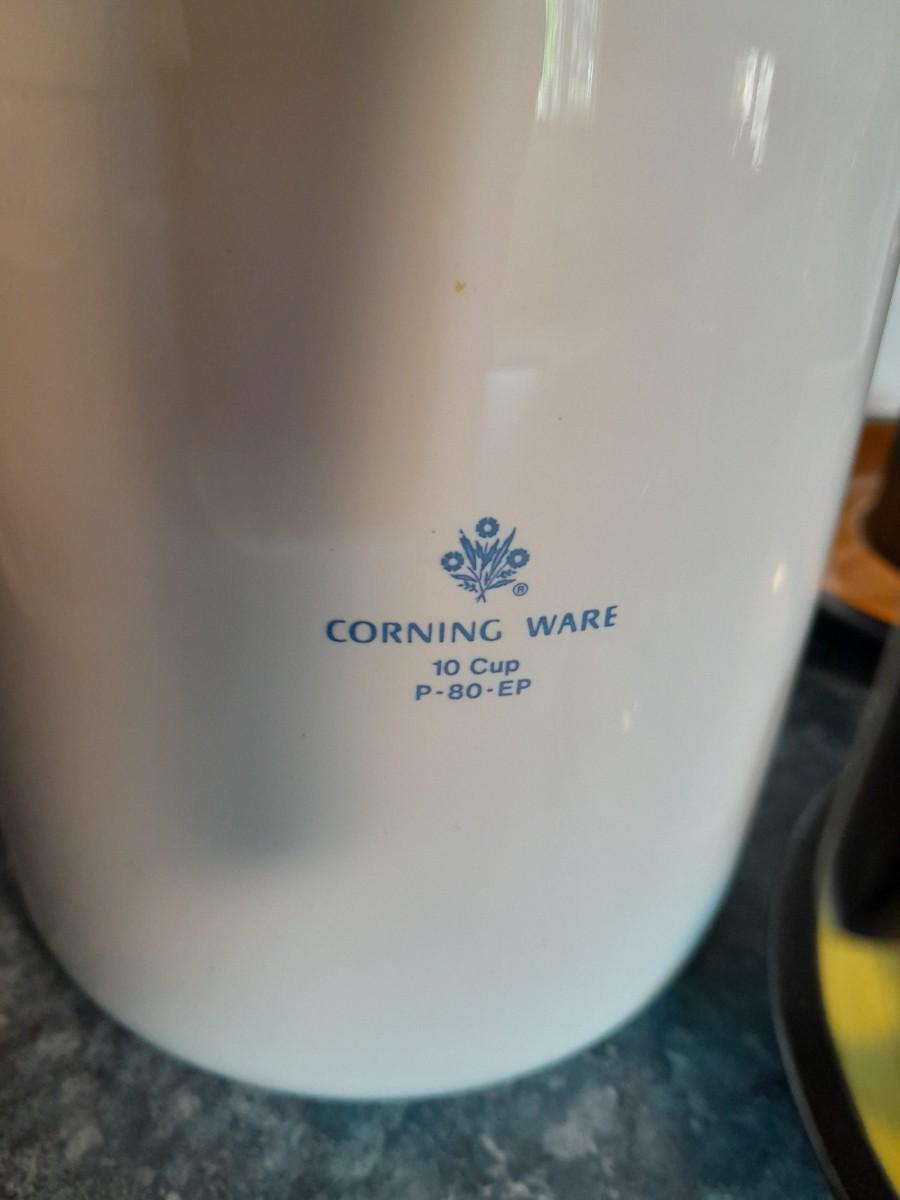 ®
CORNING WARE
10 Cup
P-80-EP